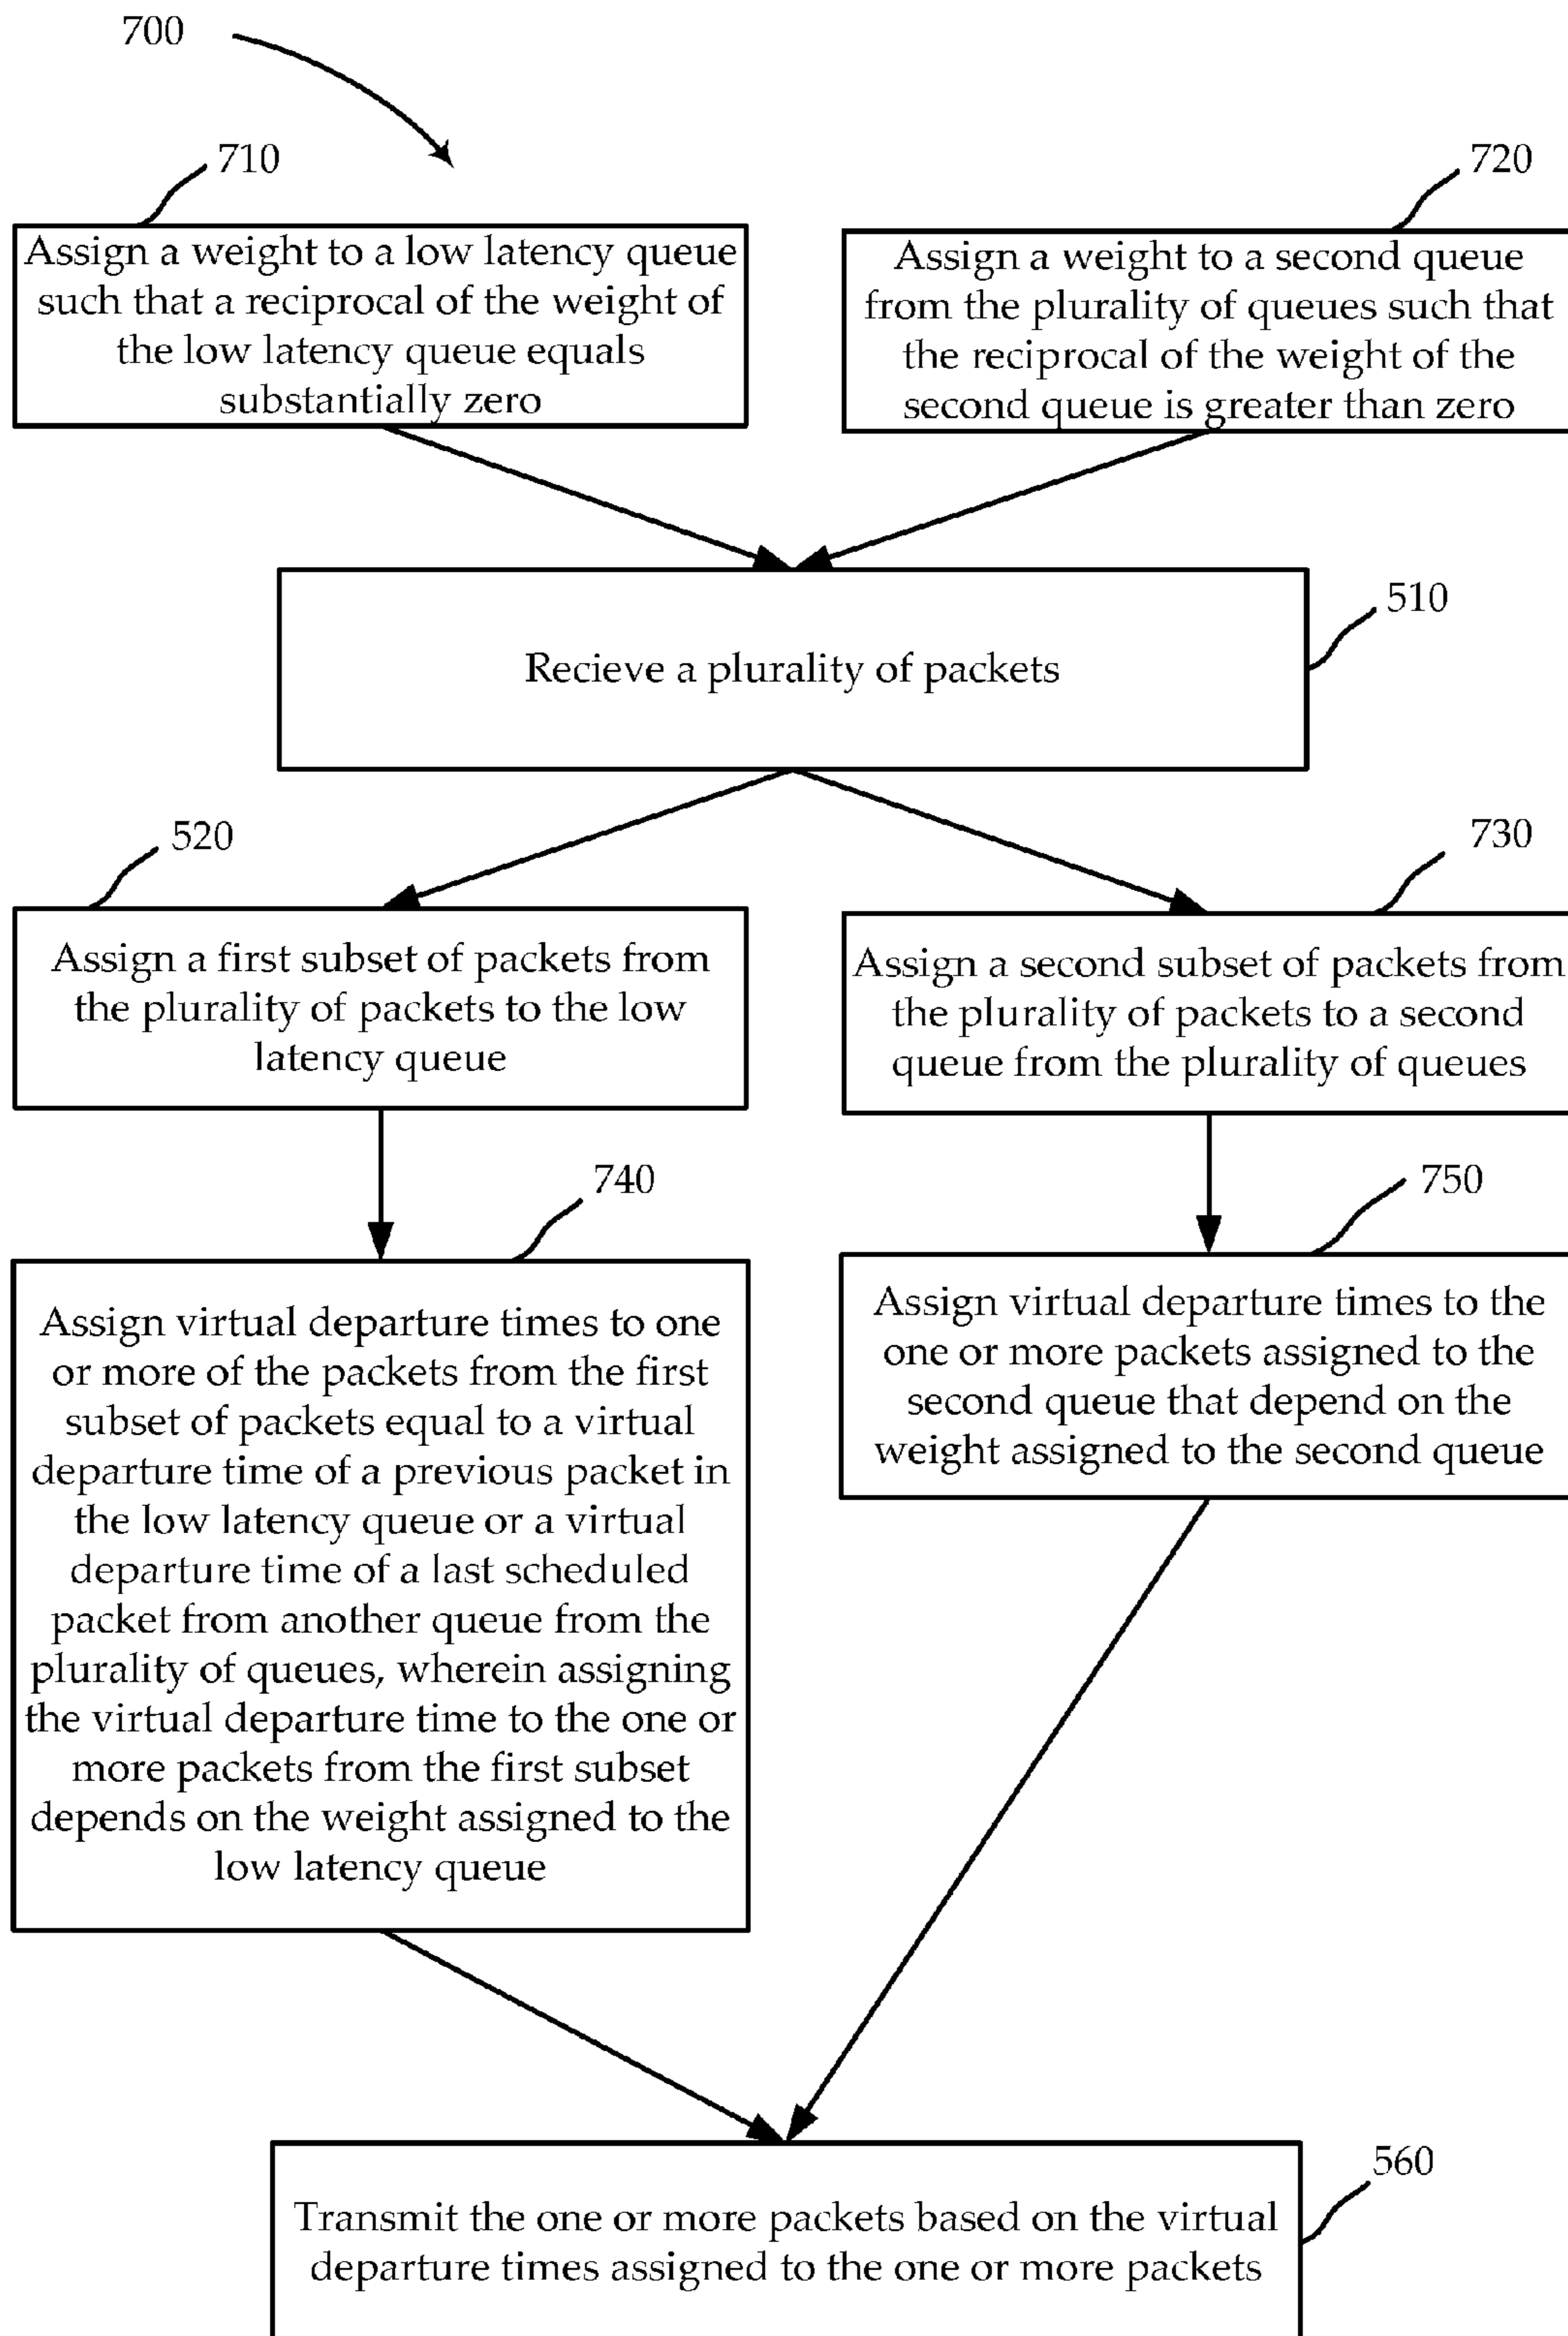 700
710
720
Assign a weight to a low latency queue
such that a reciprocal of the weight of
the low latency queue equals
substantially zero
Assign a weight to a second queue
from the plurality of queues such that
the reciprocal of the weight of the
second queue is greater than zero
510
Recieve a plurality of packets
520
730
Assign a first subset of packets from
the plurality of packets to the low
latency queue
Assign a second subset of packets from
the plurality of packets to a second
queue from the plurality of queues
740
750
Assign virtual departure times to one
or more of the packets from the first
subset of packets equal to a virtual
departure time of a previous packet in
the low latency queue or a virtual
departure time of a last scheduled
packet from another queue from the
plurality of queues, wherein assigning
the virtual departure time to the one or
more packets from the first subset
depends on the weight assigned to the
low latency queue
Assign virtual departure times to the
one or more packets assigned to the
second queue that depend on the
weight assigned to the second queue
560
Transmit the one or more packets based on the virtual
departure times assigned to the one or more packets